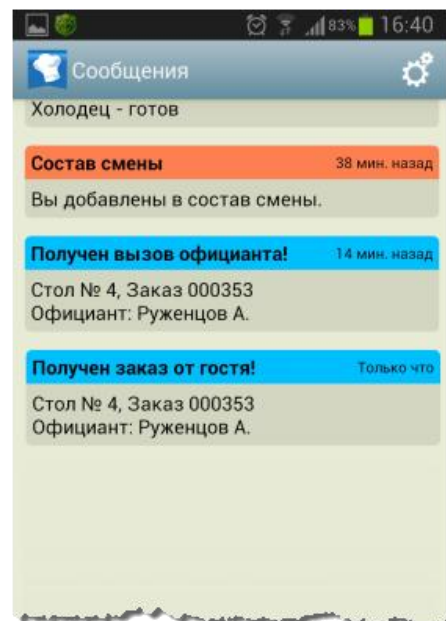 83% 16:40
Сообщения
Холодец - готов
Состав смены 38 мин. назад
Вы добавлены в состав смены.
Получен вызов официанта! 14 мин. назад
Стол № 4, Заказ 000353
Официант: Руженцов А.
Получен заказ от гостя! Только что
Стол № 4, Заказ 000353
Официант: Руженцов А.